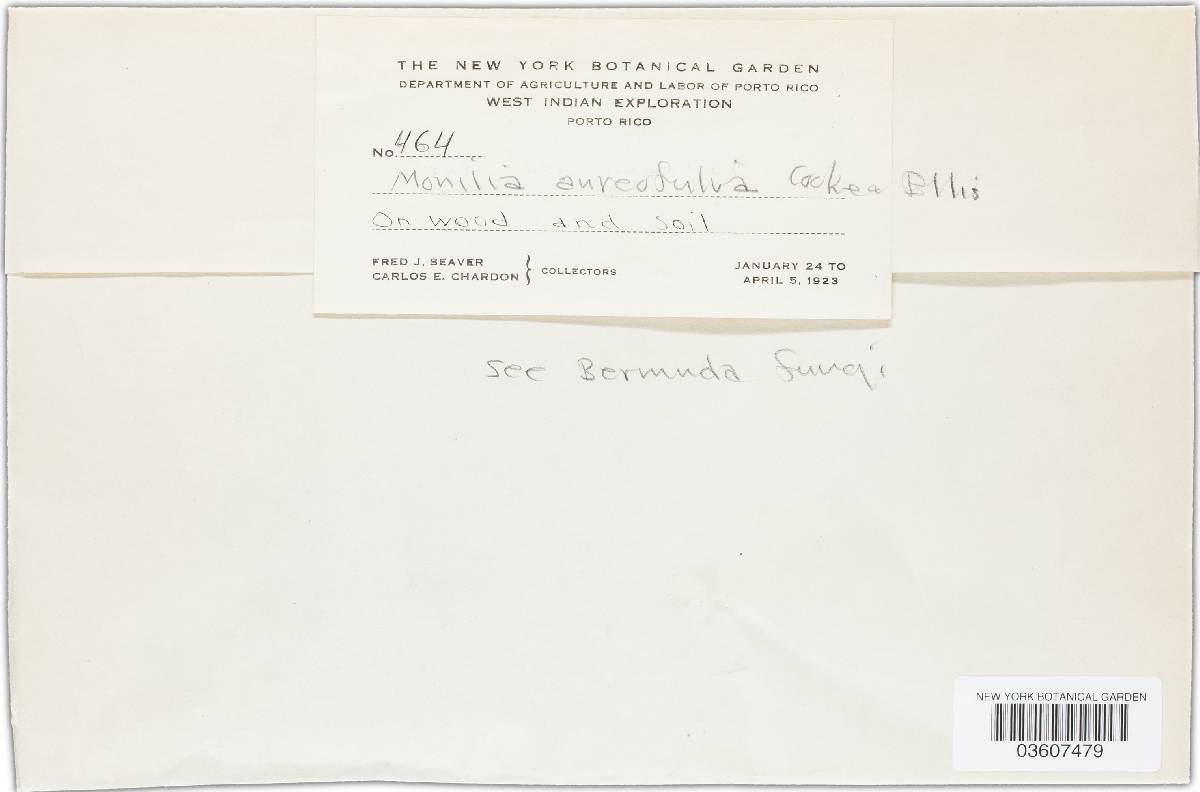 THE NEW YORK BOTANICAL GARDEN
DEPARTMENT OF AGRICULTURE AND LABOR OF PORTO RICO
WEST INDIAN EXPLORATION
PORTO RICO
No. 464
Monilia aureofulva Cooke & Ellis
On wood and soil
FRED J. SEAVER
CARLOS E. CHARDON } COLLECTORS
JANUARY 24 TO
APRIL 5, 1923
see Bermuda fungi
NEW YORK BOTANICAL GARDEN
03607479